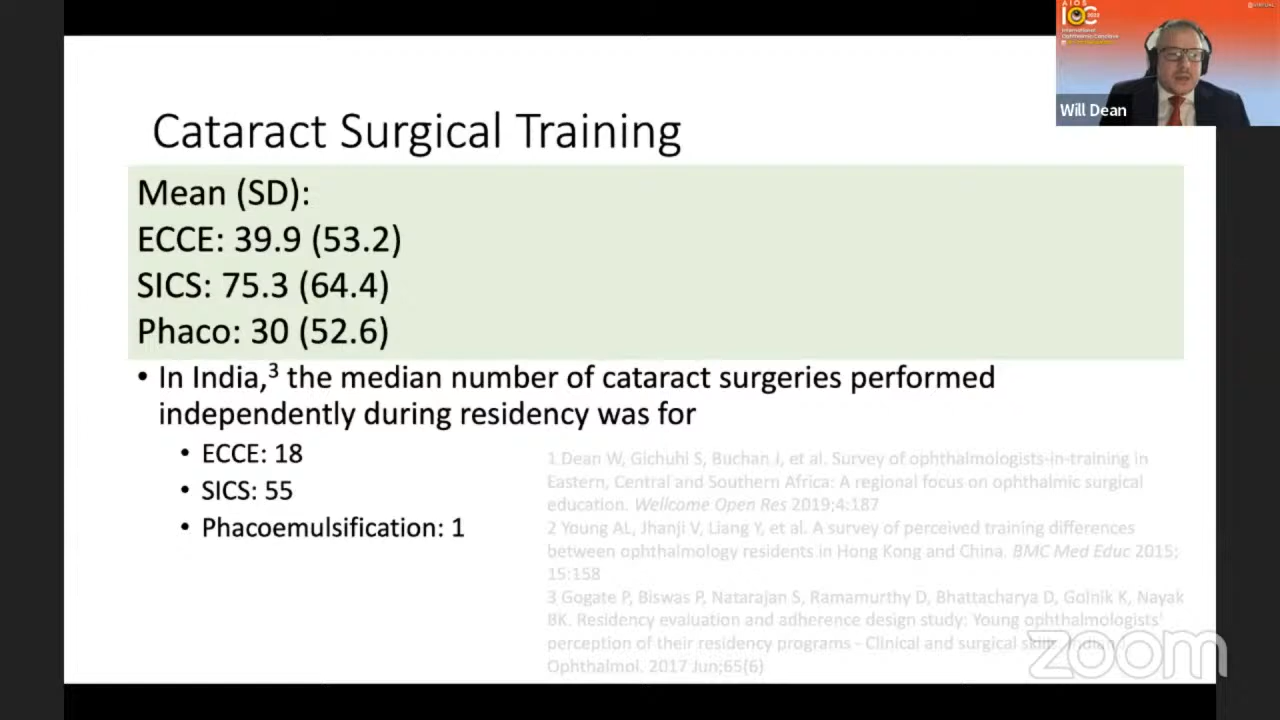 AIOS
IOC
Will Dean
Cataract Surgical Training
Mean (SD):
ECCE: 39.9 (53.2)
SICS: 75.3 (64.4)
Phaco: 30 (52.6)
• In India,³ the median number of cataract surgeries performed
independently during residency was for
• ECCE: 18
• SICS: 55
• Phacoemulsification: 1
1 Dean W, Gichuhi S, Buchan J, et al. Survey of ophthalmologists-in-training in
Eastern, Central and Southern Africa: A regional focus on ophthalmic surgical
education. Wellcome Open Res 2019;4:187
2 Young AL, Jhanji V, Liang Y, et al. A survey of perceived training differences
between ophthalmology residents in Hong Kong and China. BMC Med Educ 2015;
15:158
3 Gogate P, Biswas P, Natarajan S, Ramamurthy D, Bhattacharya D, Golnik K, Nayak
BK. Residency evaluation and adherence design study: Young ophthalmologists'
perception of their residency programs - Clinical and surgical skills. Indian J
Ophthalmol. 2017 Jun;65(6)
zoom